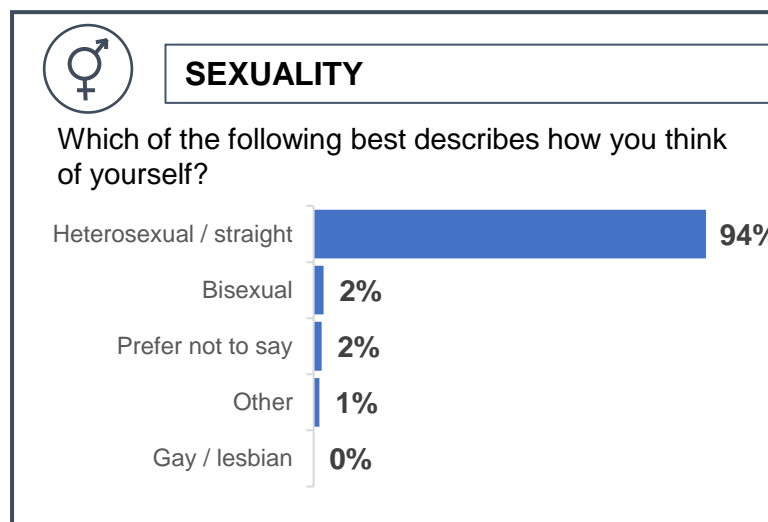 SEXUALITY
Which of the following best describes how you think
of yourself?
Heterosexual / straight 94%
Bisexual 2%
Prefer not to say 2%
Other 1%
Gay / lesbian 0%